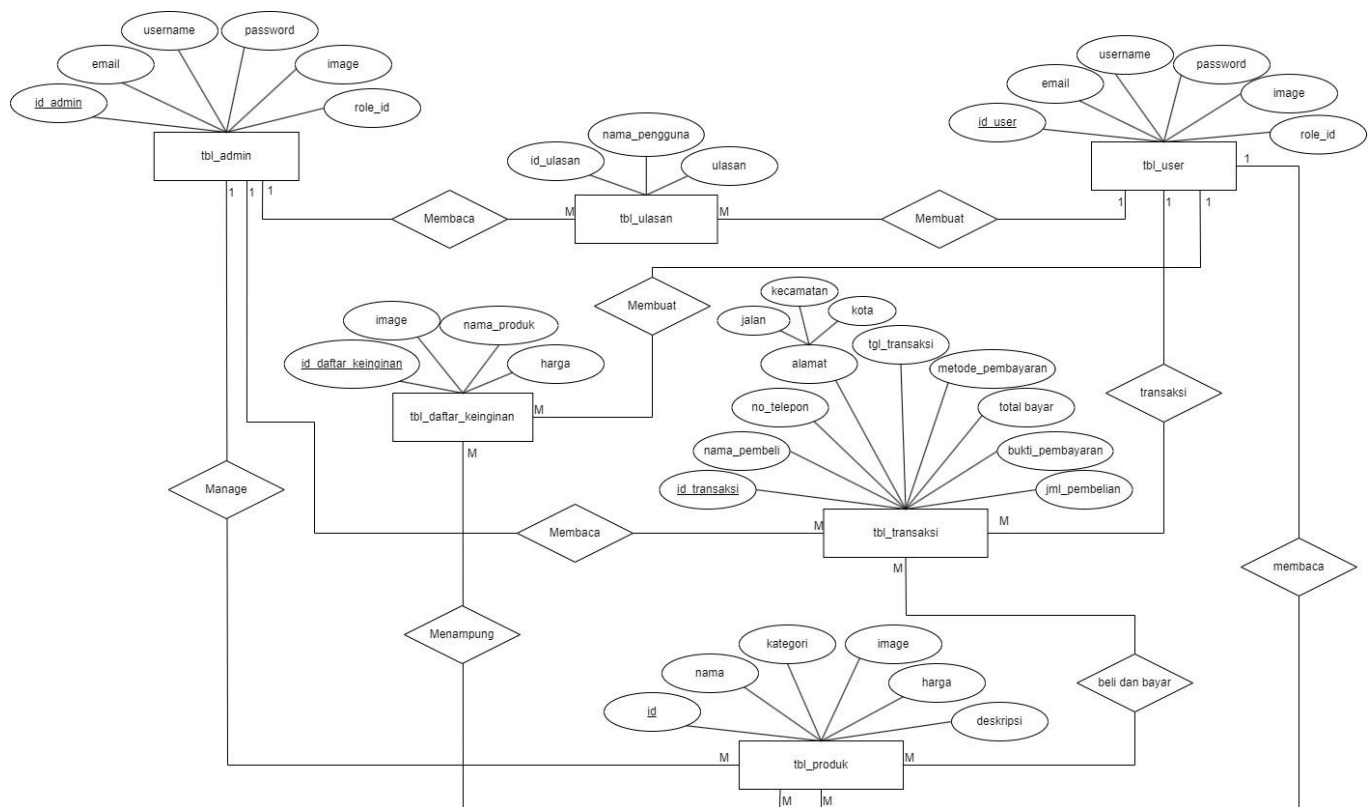 username
password
email
image
id_admin
role_id
tbl_admin
1
1
1
username
password
email
image
id_user
role_id
tbl_user
1
1
1
1
nama_pengguna
id_ulasan
ulasan
tbl_ulasan
M
M
Membaca
Membuat
Membuat
image
nama_produk
id_daftar_keinginan
harga
tbl_daftar_keinginan
M
M
kecamatan
jalan
kota
alamat
tgl_transaksi
metode_pembayaran
no_telepon
total bayar
nama_pembeli
bukti_pembayaran
id_transaksi
jml_pembelian
tbl_transaksi
M
M
M
transaksi
Manage
Membaca
membaca
Menampung
beli dan bayar
kategori
image
nama
harga
id
deskripsi
tbl_produk
M
M
M
M